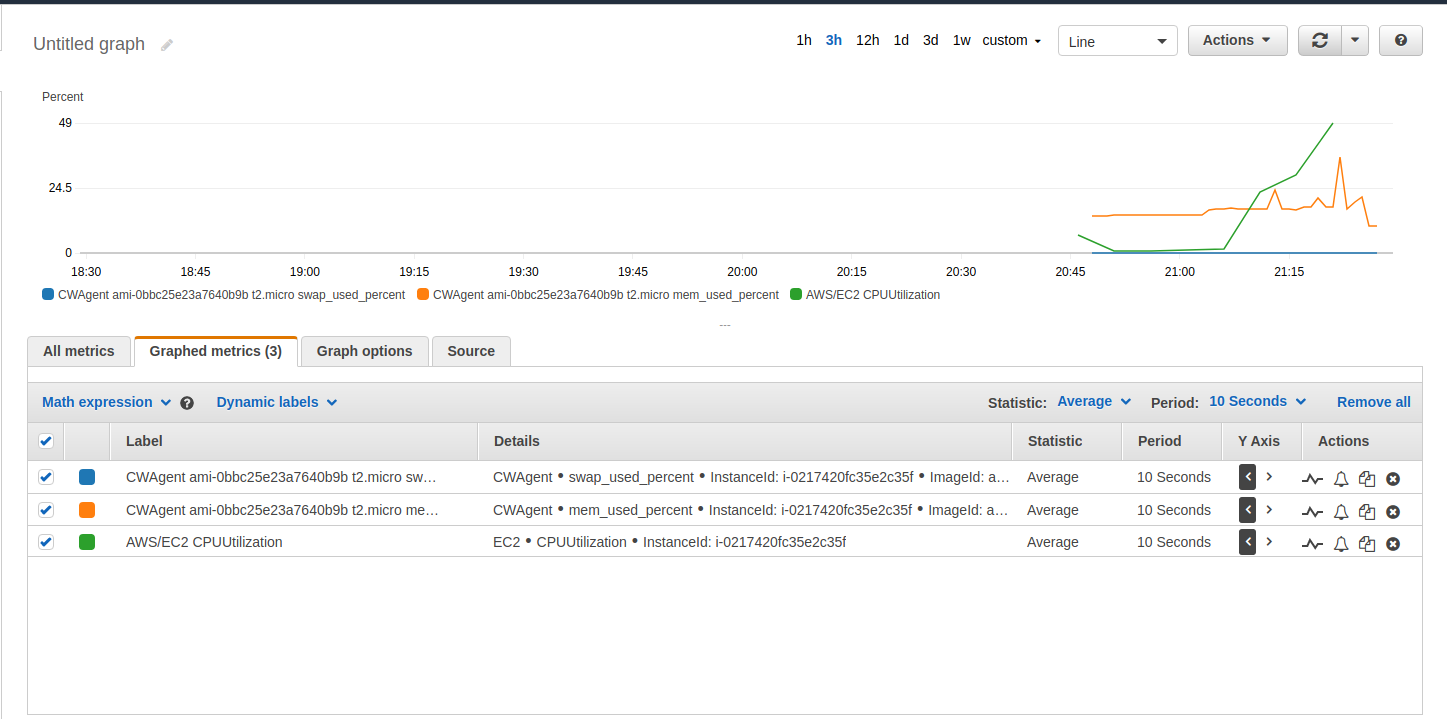 Untitled graph
1h 3h 12h 1d 3d 1w custom Line Actions
Percent
49
24.5
0
18:30 18:45 19:00 19:15 19:30 19:45 20:00 20:15 20:30 20:45 21:00 21:15
CWAgent ami-0bbc25e23a7640b9b t2.micro swap_used_percent CWAgent ami-0bbc25e23a7640b9b t2.micro mem_used_percent AWS/EC2 CPUUtilization
All metrics Graphed metrics (3) Graph options Source
Math expression Dynamic labels Statistic: Average Period: 10 Seconds Remove all
Label Details Statistic Period Y Axis Actions
CWAgent ami-0bbc25e23a7640b9b t2.micro sw… CWAgent • swap_used_percent • InstanceId: i-0217420fc35e2c35f • ImageId: a… Average 10 Seconds
CWAgent ami-0bbc25e23a7640b9b t2.micro me… CWAgent • mem_used_percent • InstanceId: i-0217420fc35e2c35f • ImageId: a… Average 10 Seconds
AWS/EC2 CPUUtilization EC2 • CPUUtilization • InstanceId: i-0217420fc35e2c35f Average 10 Seconds